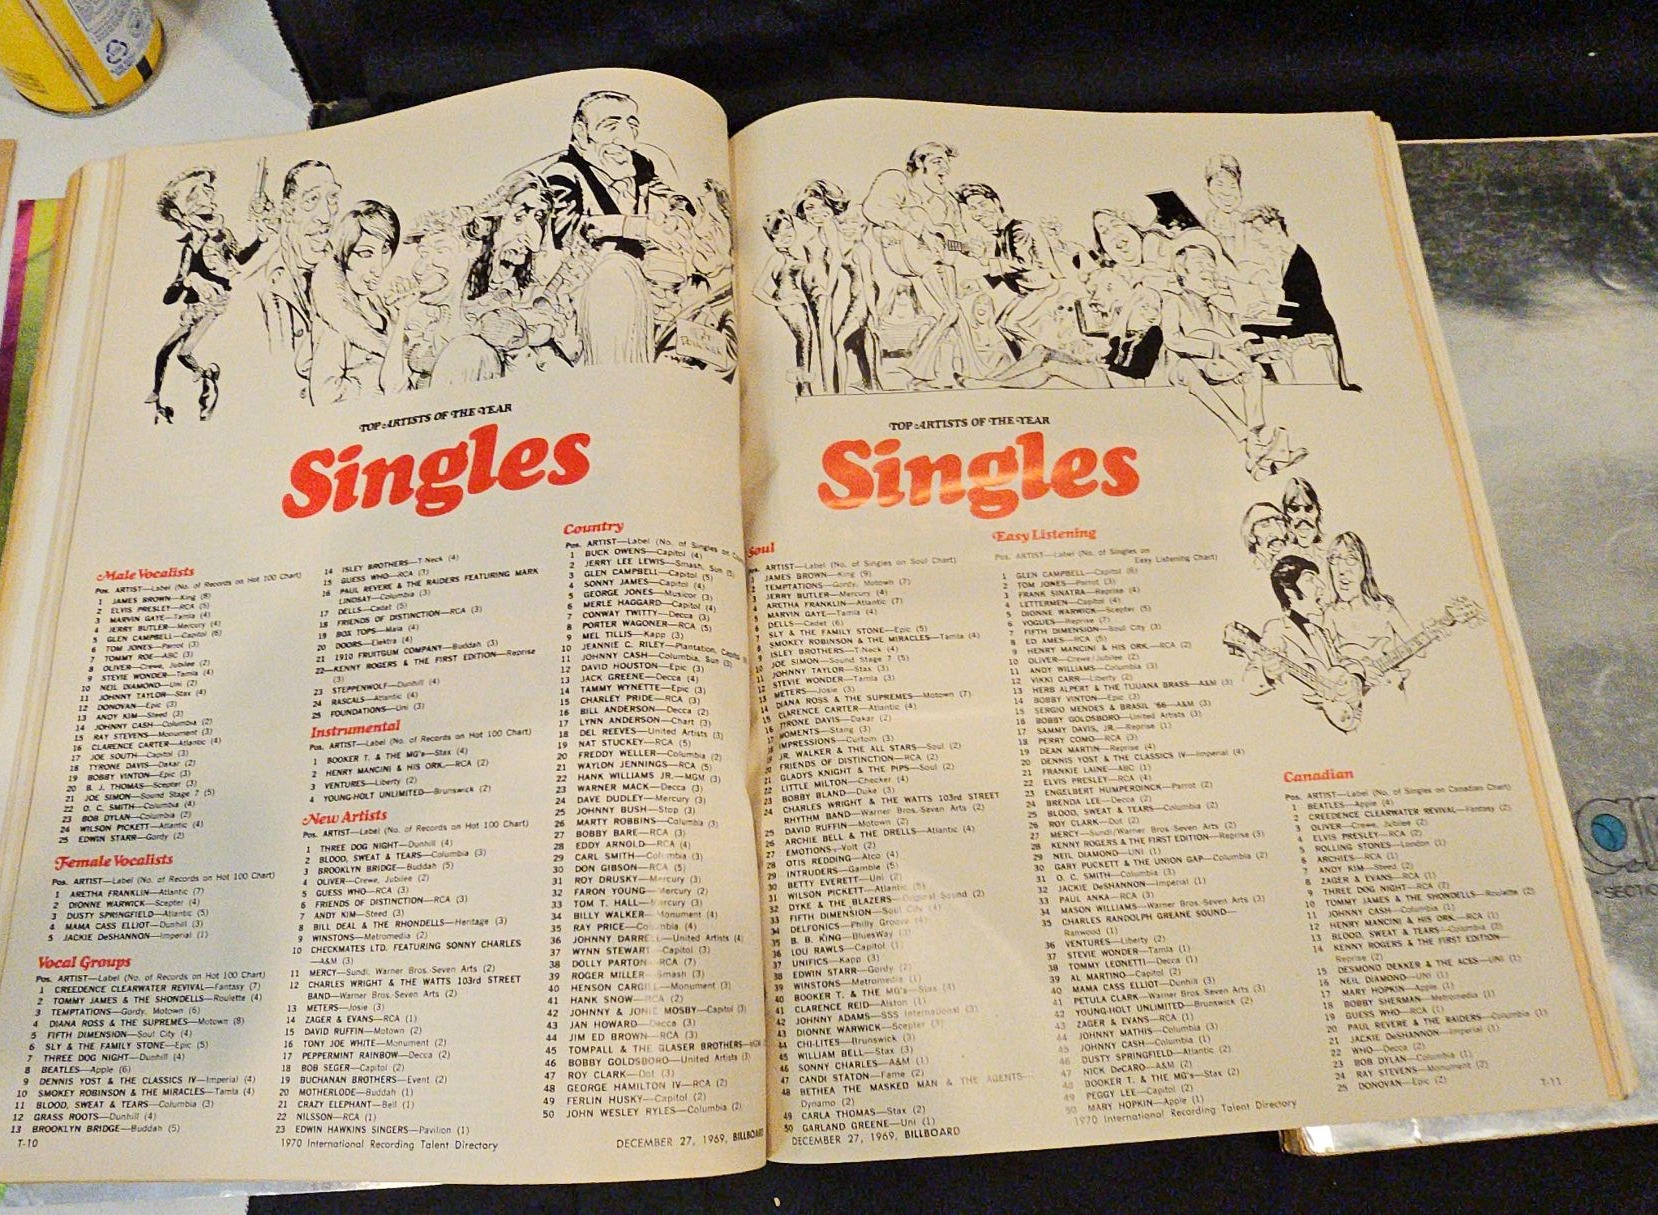 TOP ARTISTS OF THE YEAR
Singles
Male Vocalists
Pos. ARTIST—Label (No. of Records on Hot 100 Chart)
1 JAMES BROWN—King (8)
2 ELVIS PRESLEY—RCA (5)
3 MARVIN GAYE—Tamla (4)
4 JERRY BUTLER—Mercury (4)
5 GLEN CAMPBELL—Capitol (6)
6 TOM JONES—Parrot (3)
7 TOMMY ROE—ABC (3)
8 OLIVER—Crewe, Jubilee (2)
9 STEVIE WONDER—Tamla (4)
10 NEIL DIAMOND—Uni (2)
11 JOHNNY TAYLOR—Stax (4)
12 DONOVAN—Epic (3)
13 ANDY KIM—Steed (3)
14 JOHNNY CASH—Columbia (2)
15 RAY STEVENS—Monument (3)
16 CLARENCE CARTER—Atlantic (4)
17 JOE SOUTH—Capitol (3)
18 TYRONE DAVIS—Dakar (2)
19 BOBBY VINTON—Epic (3)
20 B. J. THOMAS—Scepter (3)
21 JOE SIMON—Sound Stage 7 (5)
22 O. C. SMITH—Columbia (4)
23 BOB DYLAN—Columbia (2)
24 WILSON PICKETT—Atlantic (4)
25 EDWIN STARR—Gordy (2)
Female Vocalists
Pos. ARTIST—Label (No. of Records on Hot 100 Chart)
1 ARETHA FRANKLIN—Atlantic (7)
2 DIONNE WARWICK—Scepter (4)
3 DUSTY SPRINGFIELD—Atlantic (5)
4 MAMA CASS ELLIOT—Dunhill (3)
5 JACKIE DeSHANNON—Imperial (1)
Vocal Groups
Pos. ARTIST—Label (No. of Records on Hot 100 Chart)
1 CREEDENCE CLEARWATER REVIVAL—Fantasy (7)
2 TOMMY JAMES & THE SHONDELLS—Roulette (4)
3 TEMPTATIONS—Gordy, Motown (6)
4 DIANA ROSS & THE SUPREMES—Motown (8)
5 FIFTH DIMENSION—Soul City (4)
6 SLY & THE FAMILY STONE—Epic (5)
7 THREE DOG NIGHT—Dunhill (4)
8 BEATLES—Apple (6)
9 DENNIS YOST & THE CLASSICS IV—Imperial (4)
10 SMOKEY ROBINSON & THE MIRACLES—Tamla (4)
11 BLOOD, SWEAT & TEARS—Columbia (3)
12 GRASS ROOTS—Dunhill (4)
13 BROOKLYN BRIDGE—Buddah (5)
T-10
14 ISLEY BROTHERS—T Neck (4)
15 GUESS WHO—RCA (3)
16 PAUL REVERE & THE RAIDERS FEATURING MARK
LINDSAY—Columbia (3)
17 DELLS—Cadet (5)
18 FRIENDS OF DISTINCTION—RCA (3)
19 BOX TOPS—Mala (4)
20 DOORS—Elektra (4)
21 1910 FRUITGUM COMPANY—Buddah (3)
22 KENNY ROGERS & THE FIRST EDITION—Reprise
(3)
23 STEPPENWOLF—Dunhill (4)
24 RASCALS—Atlantic (4)
25 FOUNDATIONS—Uni (3)
Instrumental
Pos. ARTIST—Label (No. of Records on Hot 100 Chart)
1 BOOKER T. & THE MG's—Stax (4)
2 HENRY MANCINI & HIS ORK.—RCA (2)
3 VENTURES—Liberty (2)
4 YOUNG-HOLT UNLIMITED—Brunswick (2)
New Artists
Pos. ARTIST—Label (No. of Records on Hot 100 Chart)
1 THREE DOG NIGHT—Dunhill (4)
2 BLOOD, SWEAT & TEARS—Columbia (3)
3 BROOKLYN BRIDGE—Buddah (5)
4 OLIVER—Crewe, Jubilee (2)
5 GUESS WHO—RCA (3)
6 FRIENDS OF DISTINCTION—RCA (3)
7 ANDY KIM—Steed (3)
8 BILL DEAL & THE RHONDELLS—Heritage (3)
9 WINSTONS—Metromedia (2)
10 CHECKMATES LTD. FEATURING SONNY CHARLES
—A&M (3)
11 MERCY—Sundi, Warner Bros.-Seven Arts (2)
12 CHARLES WRIGHT & THE WATTS 103rd STREET
BAND—Warner Bros.-Seven Arts (2)
13 METERS—Josie (3)
14 ZAGER & EVANS—RCA (1)
15 DAVID RUFFIN—Motown (2)
16 TONY JOE WHITE—Monument (2)
17 PEPPERMINT RAINBOW—Decca (2)
18 BOB SEGER—Capitol (2)
19 BUCHANAN BROTHERS—Event (2)
20 MOTHERLODE—Buddah (1)
21 CRAZY ELEPHANT—Bell (1)
22 NILSSON—RCA (1)
23 EDWIN HAWKINS SINGERS—Pavilion (1)
1970 International Recording Talent Directory
Country
Pos. ARTIST—Label (No. of Singles on
1 BUCK OWENS—Capitol (4)
2 JERRY LEE LEWIS—Smash, Sun (5)
3 GLEN CAMPBELL—Capitol (5)
4 SONNY JAMES—Capitol (4)
5 GEORGE JONES—Musicor (3)
6 MERLE HAGGARD—Capitol (4)
7 CONWAY TWITTY—Decca (3)
8 PORTER WAGONER—RCA (5)
9 MEL TILLIS—Kapp (3)
10 JEANNIE C. RILEY—Plantation, Capitol
11 JOHNNY CASH—Columbia, Sun (3)
12 DAVID HOUSTON—Epic (3)
13 JACK GREENE—Decca (4)
14 TAMMY WYNETTE—Epic (3)
15 CHARLEY PRIDE—RCA (3)
16 BILL ANDERSON—Decca (2)
17 LYNN ANDERSON—Chart (3)
18 DEL REEVES—United Artists (3)
19 NAT STUCKEY—RCA (5)
20 FREDDY WELLER—Columbia (2)
21 WAYLON JENNINGS—RCA (5)
22 HANK WILLIAMS JR.—MGM (3)
23 WARNER MACK—Decca (3)
24 DAVE DUDLEY—Mercury (3)
25 JOHNNY BUSH—Stop (3)
26 MARTY ROBBINS—Columbia (3)
27 BOBBY BARE—RCA (3)
28 EDDY ARNOLD—RCA (4)
29 CARL SMITH—Columbia (3)
30 DON GIBSON—RCA (5)
31 ROY DRUSKY—Mercury (3)
32 FARON YOUNG—Mercury (2)
33 TOM T. HALL—Mercury (3)
34 BILLY WALKER—Monument (4)
35 RAY PRICE—Columbia (4)
36 JOHNNY DARRELL—United Artists (4)
37 WYNN STEWART—Capitol (3)
38 DOLLY PARTON—RCA (7)
39 ROGER MILLER—Smash (3)
40 HENSON CARGILL—Monument (3)
41 HANK SNOW—RCA (2)
42 JOHNNY & JONIE MOSBY—Capitol (3)
43 JAN HOWARD—Decca (3)
44 JIM ED BROWN—RCA (3)
45 TOMPALL & THE GLASER BROTHERS—MGM
46 BOBBY GOLDSBORO—United Artists (3)
47 ROY CLARK—Dot (3)
48 GEORGE HAMILTON IV—RCA (2)
49 FERLIN HUSKY—Capitol (2)
50 JOHN WESLEY RYLES—Columbia (2)
DECEMBER 27, 1969, BILLBOARD
TOP ARTISTS OF THE YEAR
Singles
Soul
Pos. ARTIST—Label (No. of Singles on Soul Chart)
1 JAMES BROWN—King (9)
TEMPTATIONS—Gordy, Motown (7)
3 JERRY BUTLER—Mercury (4)
4 ARETHA FRANKLIN—Atlantic (7)
MARVIN GAYE—Tamla (4)
DELLS—Cadet (6)
SLY & THE FAMILY STONE—Epic (5)
SMOKEY ROBINSON & THE MIRACLES—Tamla (4)
ISLEY BROTHERS—T-Neck (4)
JOE SIMON—Sound Stage 7 (5)
JOHNNY TAYLOR—Stax (3)
STEVIE WONDER—Tamla (3)
METERS—Josie (3)
DIANA ROSS & THE SUPREMES—Motown (7)
CLARENCE CARTER—Atlantic (4)
TYRONE DAVIS—Dakar (2)
MOMENTS—Stang (3)
IMPRESSIONS—Curtom (3)
JR. WALKER & THE ALL STARS—Soul (2)
FRIENDS OF DISTINCTION—RCA (2)
GLADYS KNIGHT & THE PIPS—Soul (2)
LITTLE MILTON—Checker (4)
BOBBY BLAND—Duke (3)
CHARLES WRIGHT & THE WATTS 103rd STREET
RHYTHM BAND—Warner Bros.-Seven Arts (2)
DAVID RUFFIN—Motown (2)
ARCHIE BELL & THE DRELLS—Atlantic (4)
EMOTIONS—Volt (2)
OTIS REDDING—Atco (4)
INTRUDERS—Gamble (5)
BETTY EVERETT—Uni (2)
WILSON PICKETT—Atlantic (5)
DYKE & THE BLAZERS—Original Sound (2)
FIFTH DIMENSION—Soul City (4)
DELFONICS—Philly Groove
B. B. KING—BluesWay (3)
LOU RAWLS—Capitol (1)
UNIFICS—Kapp (3)
EDWIN STARR—Gordy (2)
WINSTONS—Metromedia (1)
BOOKER T. & THE MG's—Stax (4)
CLARENCE REID—Alston (1)
JOHNNY ADAMS—SSS International (3)
DIONNE WARWICK—Scepter (3)
CHI-LITES—Brunswick (3)
WILLIAM BELL—Stax (3)
SONNY CHARLES—A&M (1)
CANDI STATON—Fame (2)
48 BETHEA THE MASKED MAN & THE AGENTS—
Dynamo (2)
49 CARLA THOMAS—Stax (2)
50 GARLAND GREENE—Uni (1)
DECEMBER 27, 1969, BILLBOARD
Easy Listening
Pos. ARTIST—Label (No. of Singles on
Easy Listening Chart)
1 GLEN CAMPBELL—Capitol (6)
2 TOM JONES—Parrot (3)
3 FRANK SINATRA—Reprise (4)
4 LETTERMEN—Capitol (4)
5 DIONNE WARWICK—Scepter (5)
6 VOGUES—Reprise (7)
7 FIFTH DIMENSION—Soul City (3)
8 ED AMES—RCA (5)
9 HENRY MANCINI & HIS ORK—RCA (2)
10 OLIVER—Crewe/Jubilee (2)
11 ANDY WILLIAMS—Columbia (3)
12 VIKKI CARR—Liberty (2)
13 HERB ALPERT & THE TIJUANA BRASS—A&M (3)
14 BOBBY VINTON—Epic (3)
15 SERGIO MENDES & BRASIL '66—A&M (3)
16 BOBBY GOLDSBORO—United Artists (3)
17 SAMMY DAVIS, JR.—Reprise (1)
18 PERRY COMO—RCA (3)
19 DEAN MARTIN—Reprise (4)
20 DENNIS YOST & THE CLASSICS IV—Imperial (4)
21 FRANKIE LAINE—ABC (1)
22 ELVIS PRESLEY—RCA (4)
23 ENGELBERT HUMPERDINCK—Parrot (2)
24 BRENDA LEE—Decca (2)
25 BLOOD, SWEAT & TEARS—Columbia (2)
26 ROY CLARK—Dot (2)
27 MERCY—Sundi/Warner Bros.-Seven Arts (2)
28 KENNY ROGERS & THE FIRST EDITION—Reprise (3)
29 NEIL DIAMOND—UNI (1)
30 GARY PUCKETT & THE UNION GAP—Columbia (2)
31 O. C. SMITH—Columbia (3)
32 JACKIE DeSHANNON—Imperial (1)
33 PAUL ANKA—RCA (3)
34 MASON WILLIAMS—Warner Bros.-Seven Arts (3)
35 CHARLES RANDOLPH GREANE SOUND—
Ranwood (1)
36 VENTURES—Liberty (2)
37 STEVIE WONDER—Tamla (1)
38 TOMMY LEONETTI—Decca (1)
39 AL MARTINO—Capitol (2)
40 MAMA CASS ELLIOT—Dunhill (3)
41 PETULA CLARK—Warner Bros.-Seven Arts (3)
42 YOUNG-HOLT UNLIMITED—Brunswick (2)
43 ZAGER & EVANS—RCA (1)
44 JOHNNY MATHIS—Columbia (3)
45 JOHNNY CASH—Columbia (1)
46 DUSTY SPRINGFIELD—Atlantic (2)
47 NICK DeCARO—A&M (2)
48 BOOKER T. & THE MG's—Stax (2)
49 PEGGY LEE—Capitol (2)
50 MARY HOPKIN—Apple (1)
1970 International Recording Talent Directory
Canadian
Pos. ARTIST—Label (No. of Singles on Canadian Chart)
1 BEATLES—Apple (4)
2 CREEDENCE CLEARWATER REVIVAL—Fantasy (2)
3 OLIVER—Crewe, Jubilee (2)
4 ELVIS PRESLEY—RCA (2)
5 ROLLING STONES—London (1)
6 ARCHIES—RCA (1)
7 ANDY KIM—Steed (2)
8 ZAGER & EVANS—RCA (1)
9 THREE DOG NIGHT—RCA (2)
10 TOMMY JAMES & THE SHONDELLS—Roulette (2)
11 JOHNNY CASH—Columbia (1)
12 HENRY MANCINI & HIS ORK—RCA (1)
13 BLOOD, SWEAT & TEARS—Columbia (2)
14 KENNY ROGERS & THE FIRST EDITION—
Reprise (2)
15 DESMOND DEKKER & THE ACES—UNI (1)
16 NEIL DIAMOND—Uni (1)
17 MARY HOPKIN—Apple (1)
18 BOBBY SHERMAN—Metromedia (1)
19 GUESS WHO—RCA (1)
20 PAUL REVERE & THE RAIDERS—Columbia (1)
21 JACKIE DeSHANNON—Imperial (1)
22 WHO—Decca (2)
23 BOB DYLAN—Columbia (1)
24 RAY STEVENS—Monument (2)
25 DONOVAN—Epic (2)
T-11